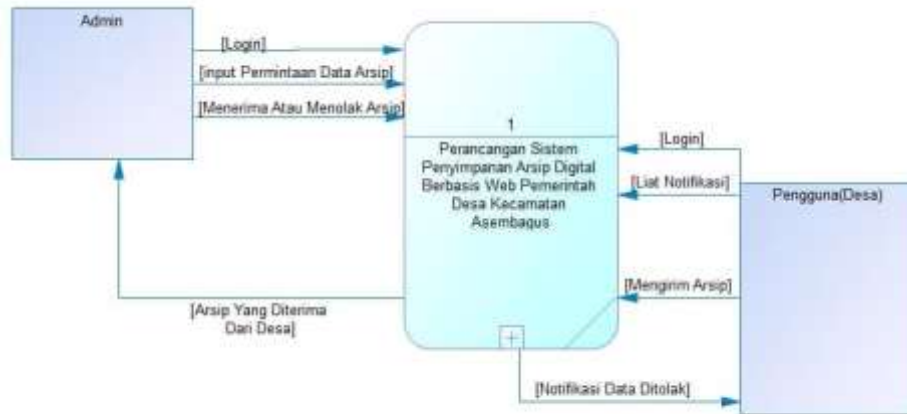 Admin
[Login]
[input Permintaan Data Arsip]
[Menerima Atau Menolak Arsip]
1
Perancangan Sistem
Penyimpanan Arsip Digital
Berbasis Web Pemerintah
Desa Kecamatan
Asembagus
[Login]
[Liat Notifikasi]
Pengguna(Desa)
[Mengirim Arsip]
[Arsip Yang Diterima
Dari Desa]
[Notifikasi Data Ditolak]